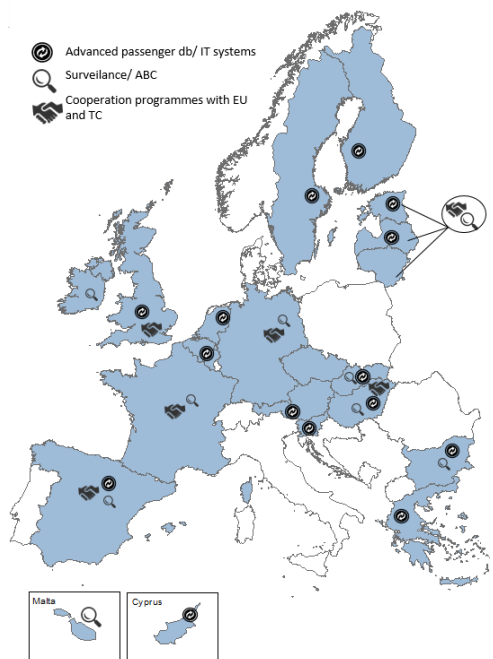 Advanced passenger db/ IT systems
Surveilance/ ABC
Cooperation programmes with EU
and TC
Malta
Cyprus